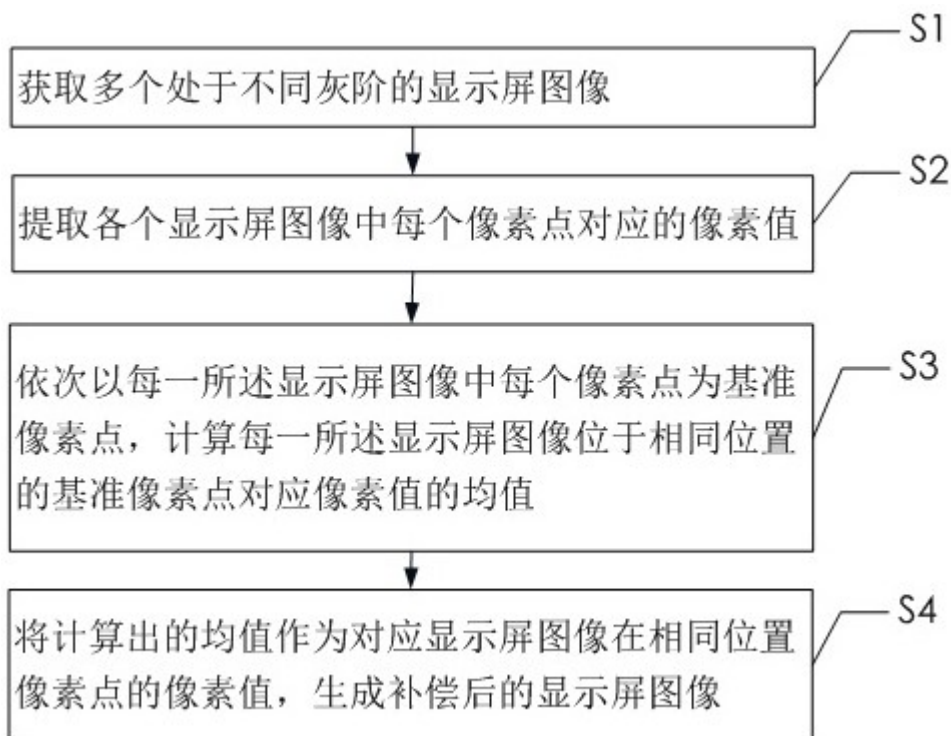 S1
获取多个处于不同灰阶的显示屏图像
S2
提取各个显示屏图像中每个像素点对应的像素值
S3
依次以每一所述显示屏图像中每个像素点为基准
像素点，计算每一所述显示屏图像位于相同位置
的基准像素点对应像素值的均值
S4
将计算出的均值作为对应显示屏图像在相同位置
像素点的像素值，生成补偿后的显示屏图像